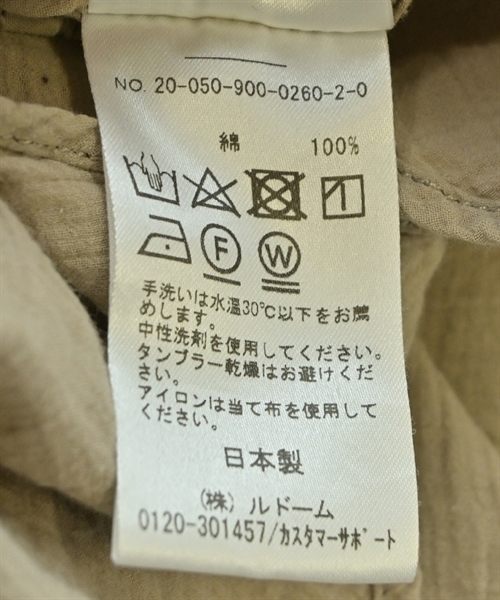 NO. 20-050-900-0260-2-0
綿 100%
F W
手洗いは水温30℃以下をお薦
めします。
中性洗剤を使用してください。
タンブラー乾燥はお避けくだ
さい。
アイロンは当て布を使用して
ください。
日本製
(株) ルドーム
0120-301457/カスタマーサポート